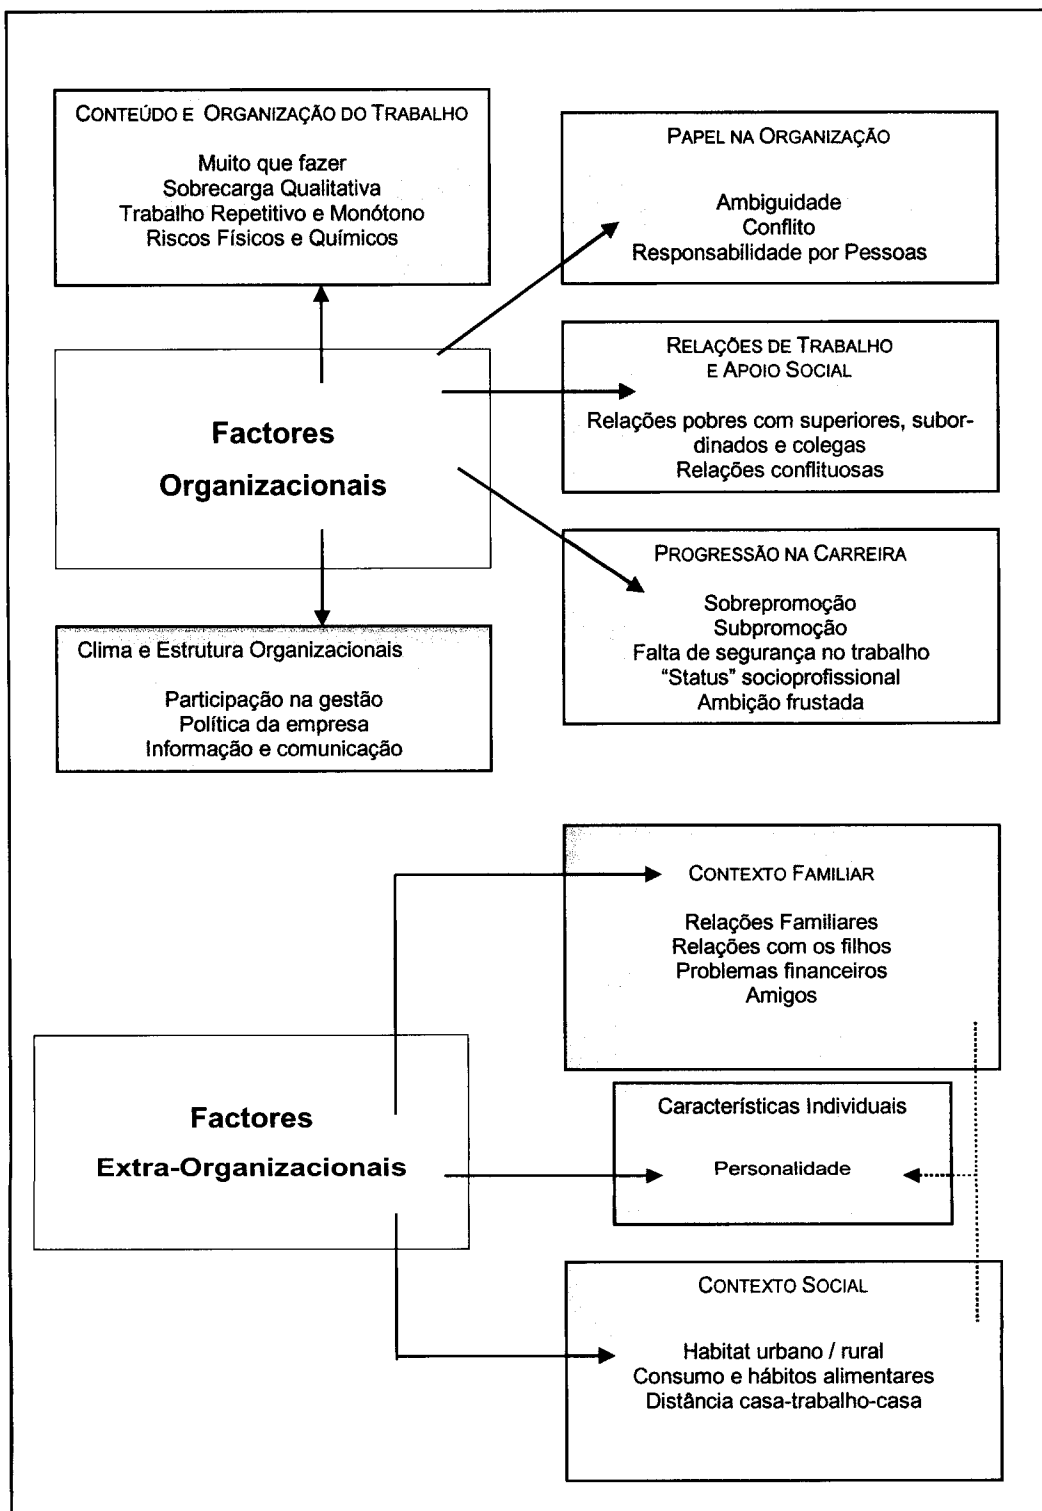 CONTEÚDO E ORGANIZAÇÃO DO TRABALHO
Muito que fazer
Sobrecarga Qualitativa
Trabalho Repetitivo e Monótono
Riscos Físicos e Químicos
PAPEL NA ORGANIZAÇÃO
Ambiguidade
Conflito
Responsabilidade por Pessoas
RELAÇÕES DE TRABALHO
E APOIO SOCIAL
Relações pobres com superiores, subor-
dinados e colegas
Relações conflituosas
Factores
Organizacionais
PROGRESSÃO NA CARREIRA
Sobrepromoção
Subpromoção
Falta de segurança no trabalho
“Status” socioprofissional
Ambição frustada
Clima e Estrutura Organizacionais
Participação na gestão
Política da empresa
Informação e comunicação
CONTEXTO FAMILIAR
Relações Familiares
Relações com os filhos
Problemas financeiros
Amigos
Factores
Extra-Organizacionais
Características Individuais
Personalidade
CONTEXTO SOCIAL
Habitat urbano / rural
Consumo e hábitos alimentares
Distância casa-trabalho-casa